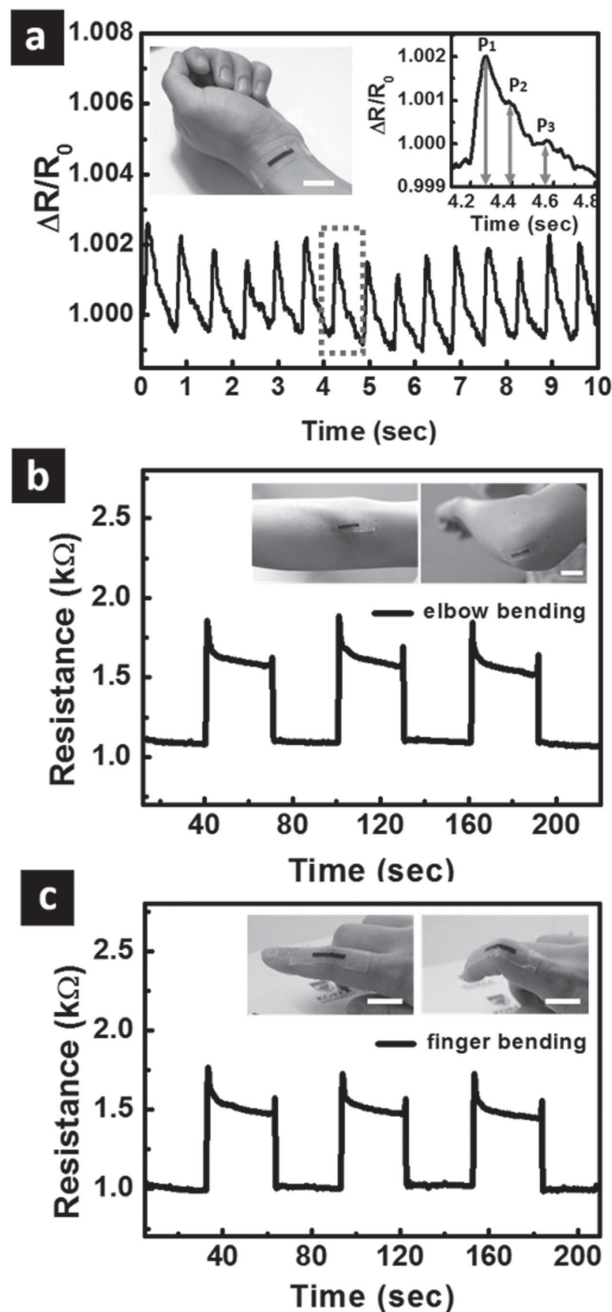 a
1.008
1.006
1.004
1.002
1.000
ΔR/R0
0 1 2 3 4 5 6 7 8 9 10
Time (sec)
1.002
1.001
1.000
0.999
ΔR/R0
P1
P2
P3
4.2 4.4 4.6 4.8
Time (sec)
b
2.5
2.0
1.5
1.0
Resistance (kΩ)
elbow bending
40 80 120 160 200
Time (sec)
c
2.5
2.0
1.5
1.0
Resistance (kΩ)
finger bending
40 80 120 160 200
Time (sec)